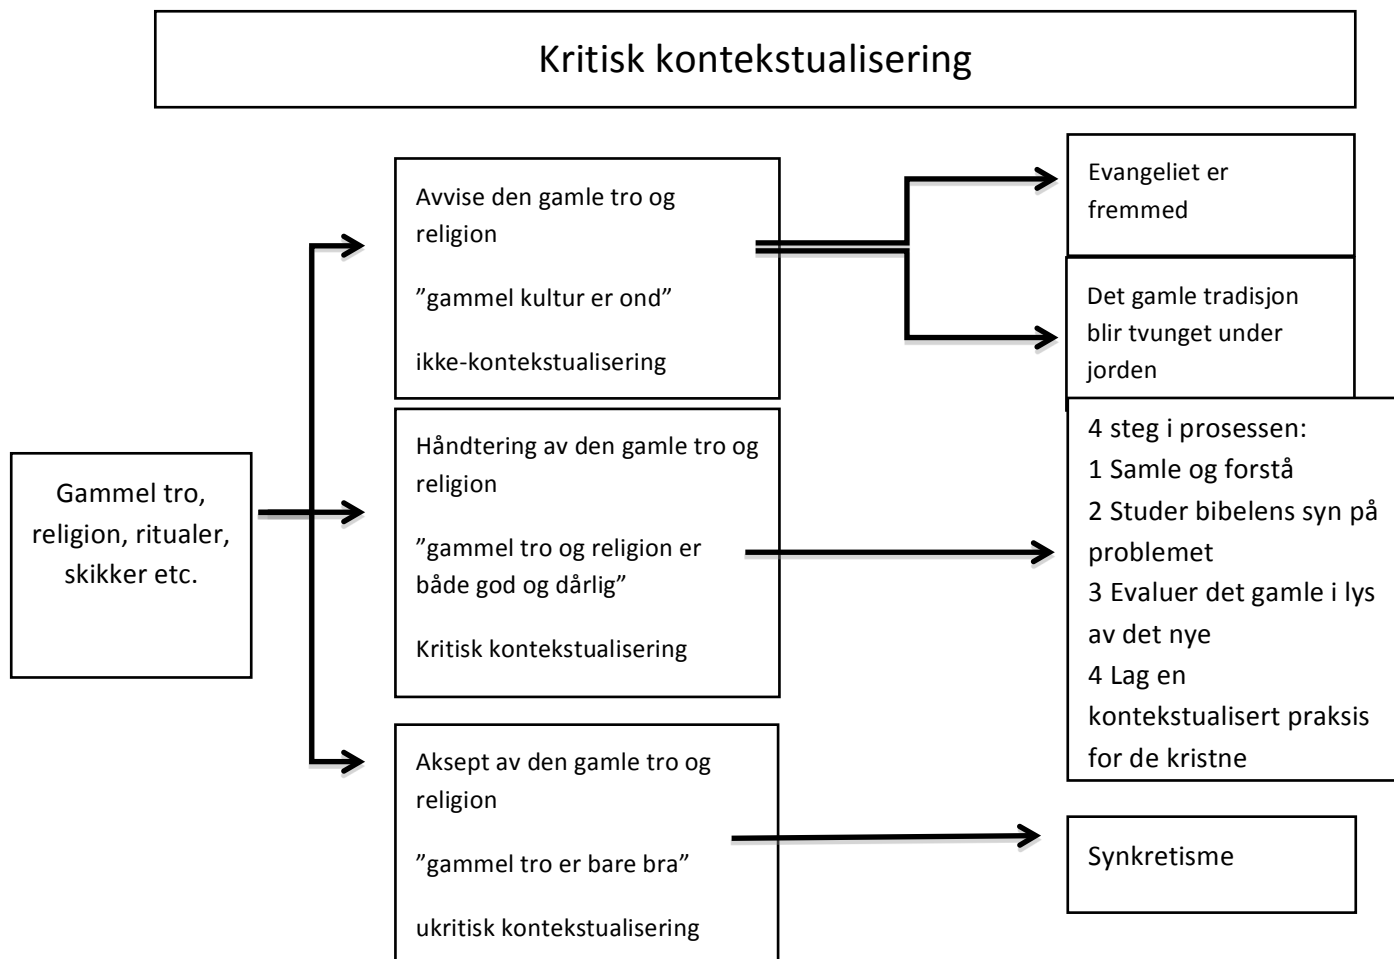 Kritisk kontekstualisering
Gammel tro,
religion, ritualer,
skikker etc.
Avvise den gamle tro og
religion
”gammel kultur er ond”
ikke-kontekstualisering
Håndtering av den gamle tro og
religion
”gammel tro og religion er
både god og dårlig”
Kritisk kontekstualisering
Aksept av den gamle tro og
religion
”gammel tro er bare bra”
ukritisk kontekstualisering
Evangeliet er
fremmed
Det gamle tradisjon
blir tvunget under
jorden
4 steg i prosessen:
1 Samle og forstå
2 Studer bibelens syn på
problemet
3 Evaluer det gamle i lys
av det nye
4 Lag en
kontekstualisert praksis
for de kristne
Synkretisme